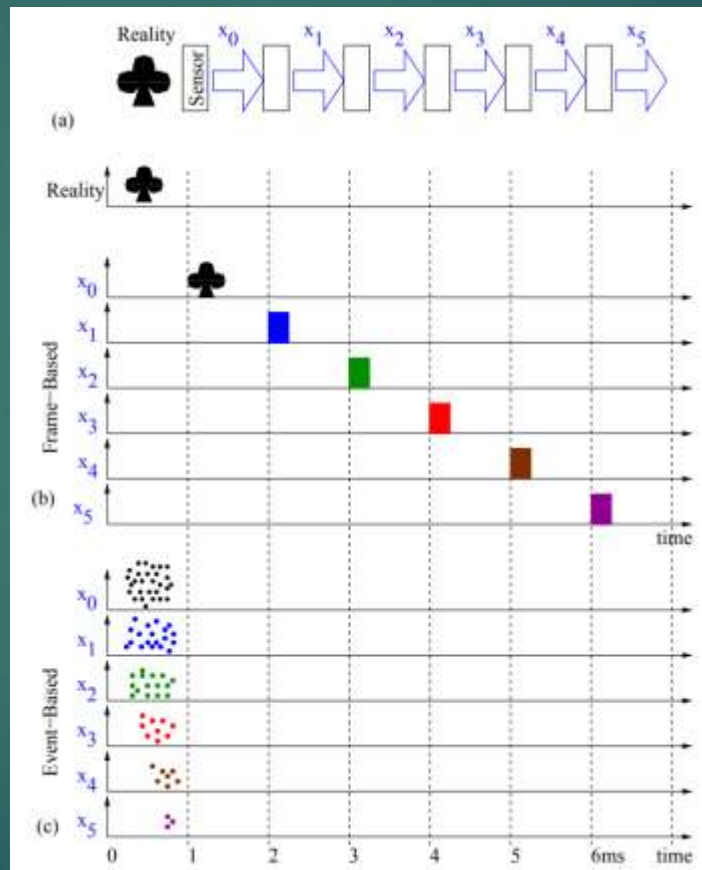 Reality
x0 x1 x2 x3 x4 x5
Sensor
(a)
Reality
x0
x1
x2
x3
x4
x5
Frame-Based
(b)
time
x0
x1
x2
x3
x4
x5
Event-Based
(c)
0 1 2 3 4 5 6ms time